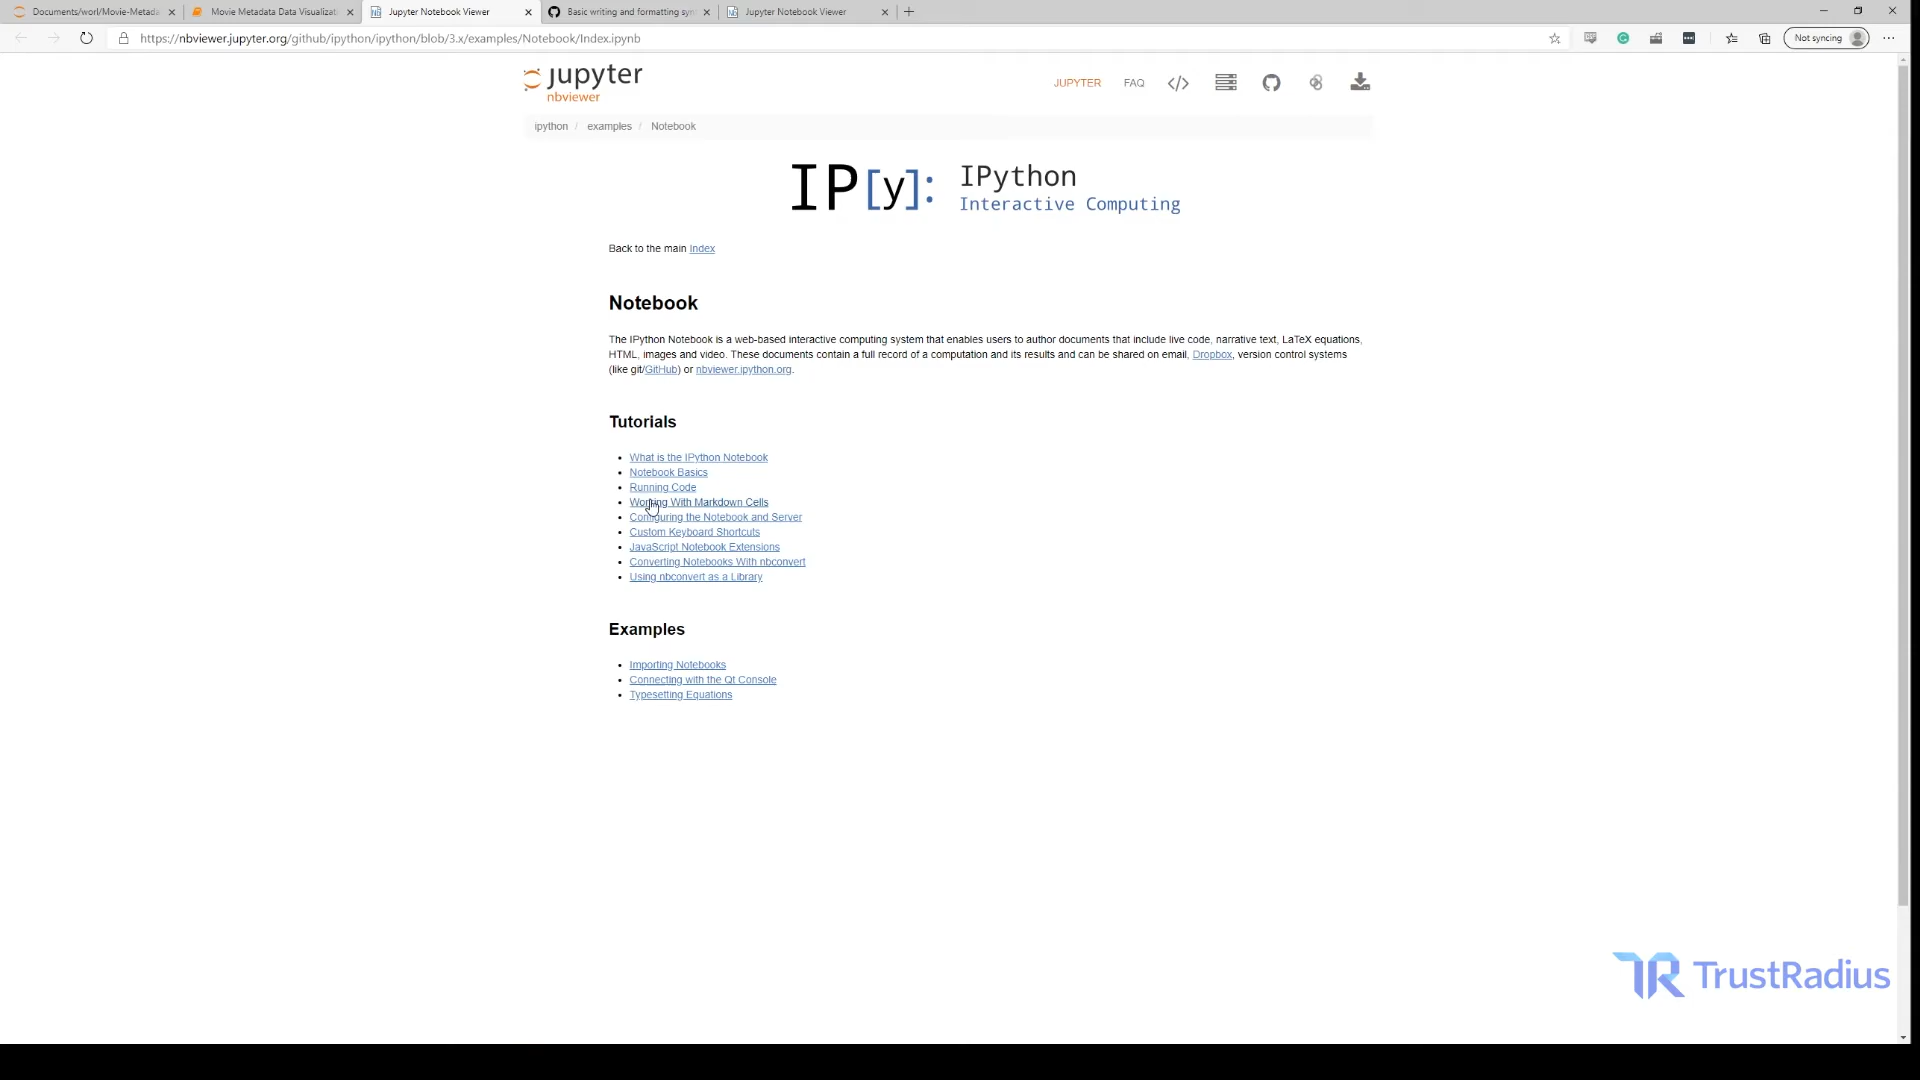 Documents/worl/Movie-Metada
Movie Metadata Data Visualizat
Jupyter Notebook Viewer
Basic writing and formatting syn
Jupyter Notebook Viewer
https://nbviewer.jupyter.org/github/ipython/ipython/blob/3.x/examples/Notebook/Index.ipynb
Not syncing
jupyter
nbviewer
JUPYTER FAQ </>
ipython / examples / Notebook
IP[y]: IPython
Interactive Computing
Back to the main Index
Notebook
The IPython Notebook is a web-based interactive computing system that enables users to author documents that include live code, narrative text, LaTeX equations,
HTML, images and video. These documents contain a full record of a computation and its results and can be shared on email, Dropbox, version control systems
(like git/GitHub) or nbviewer.ipython.org.
Tutorials
What is the IPython Notebook
Notebook Basics
Running Code
Working With Markdown Cells
Configuring the Notebook and Server
Custom Keyboard Shortcuts
JavaScript Notebook Extensions
Converting Notebooks With nbconvert
Using nbconvert as a Library
Examples
Importing Notebooks
Connecting with the Qt Console
Typesetting Equations
TR TrustRadius